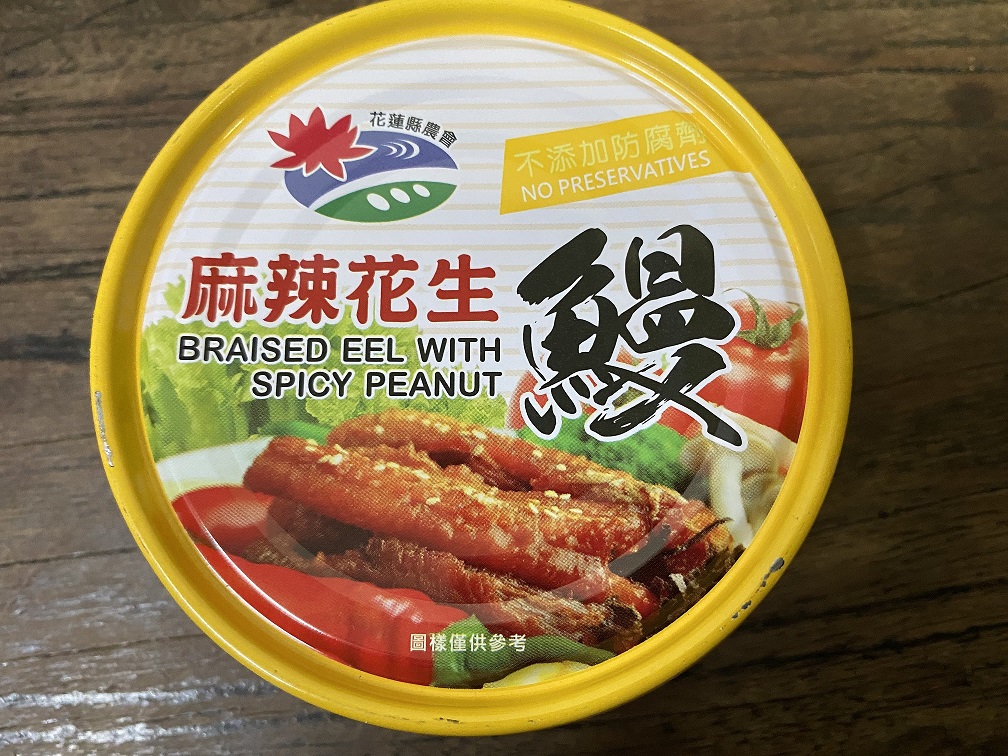 花蓮縣農會
不添加防腐劑
NO PRESERVATIVES
麻辣花生
鰻
BRAISED EEL WITH
SPICY PEANUT
圖樣僅供參考